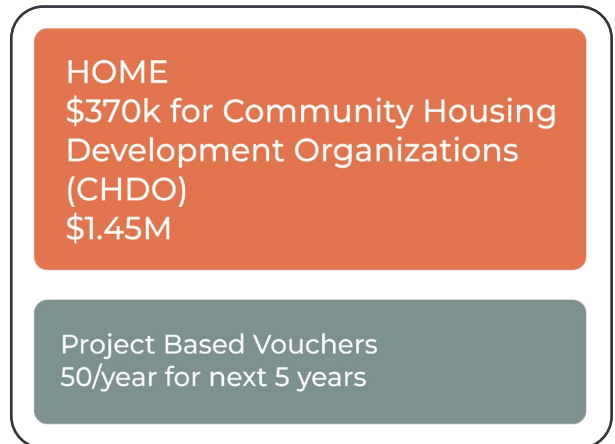 HOME
$370k for Community Housing
Development Organizations
(CHDO)
$1.45M
Project Based Vouchers
50/year for next 5 years